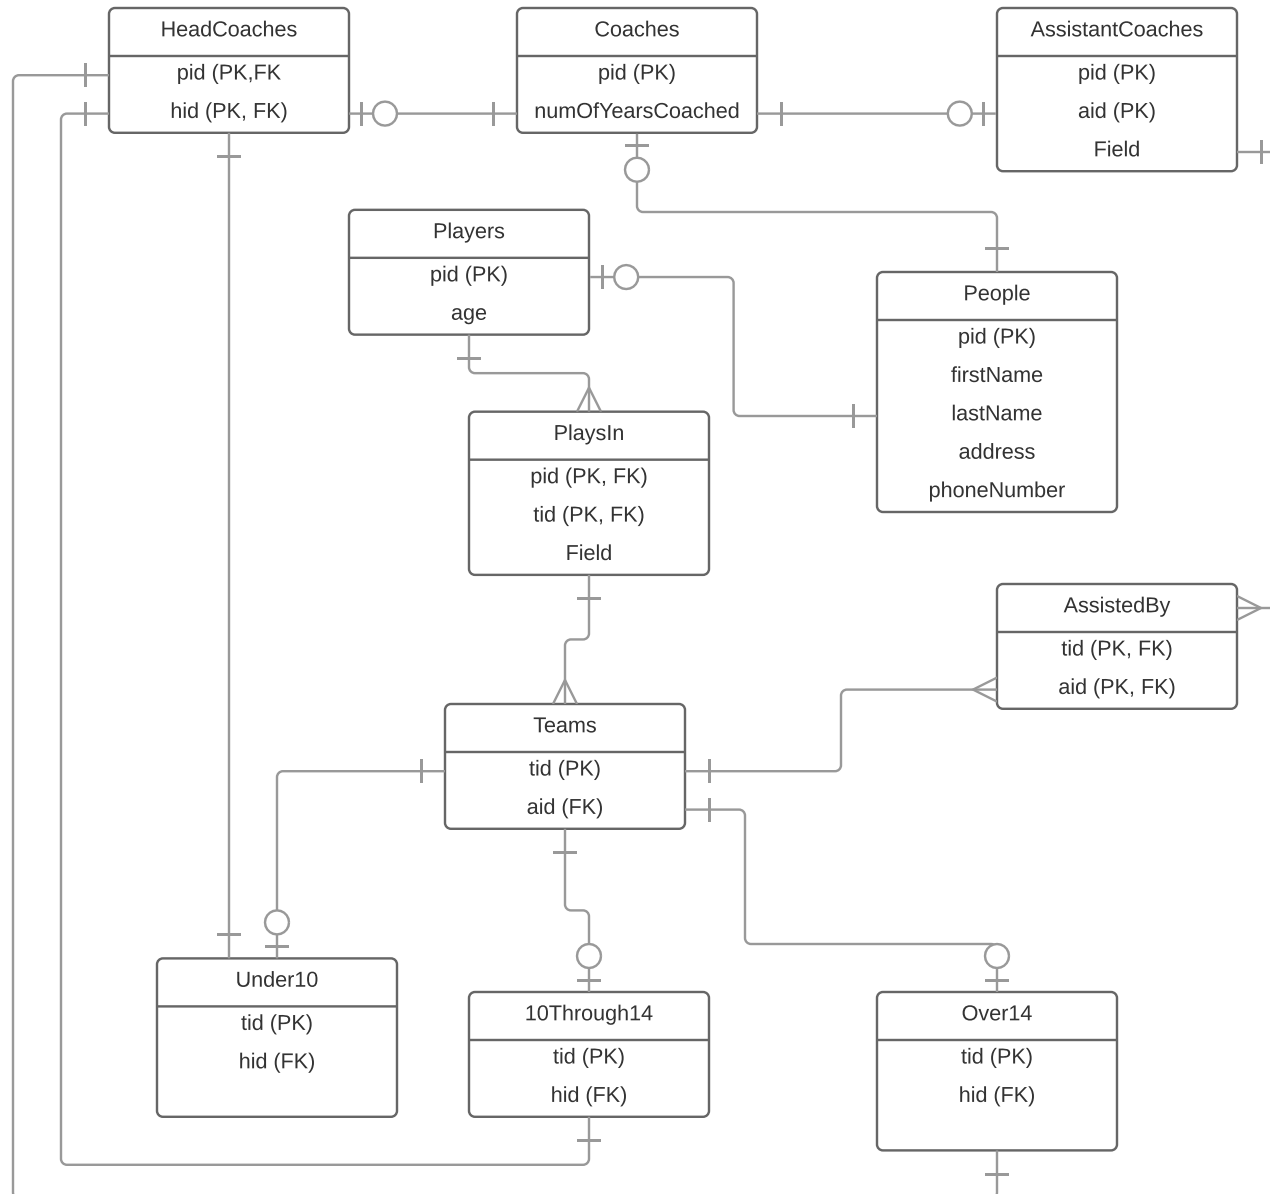 HeadCoaches
pid (PK,FK
hid (PK, FK)
Coaches
pid (PK)
numOfYearsCoached
AssistantCoaches
pid (PK)
aid (PK)
Field
Players
pid (PK)
age
People
pid (PK)
firstName
lastName
address
phoneNumber
PlaysIn
pid (PK, FK)
tid (PK, FK)
Field
AssistedBy
tid (PK, FK)
aid (PK, FK)
Teams
tid (PK)
aid (FK)
Under10
tid (PK)
hid (FK)
10Through14
tid (PK)
hid (FK)
Over14
tid (PK)
hid (FK)